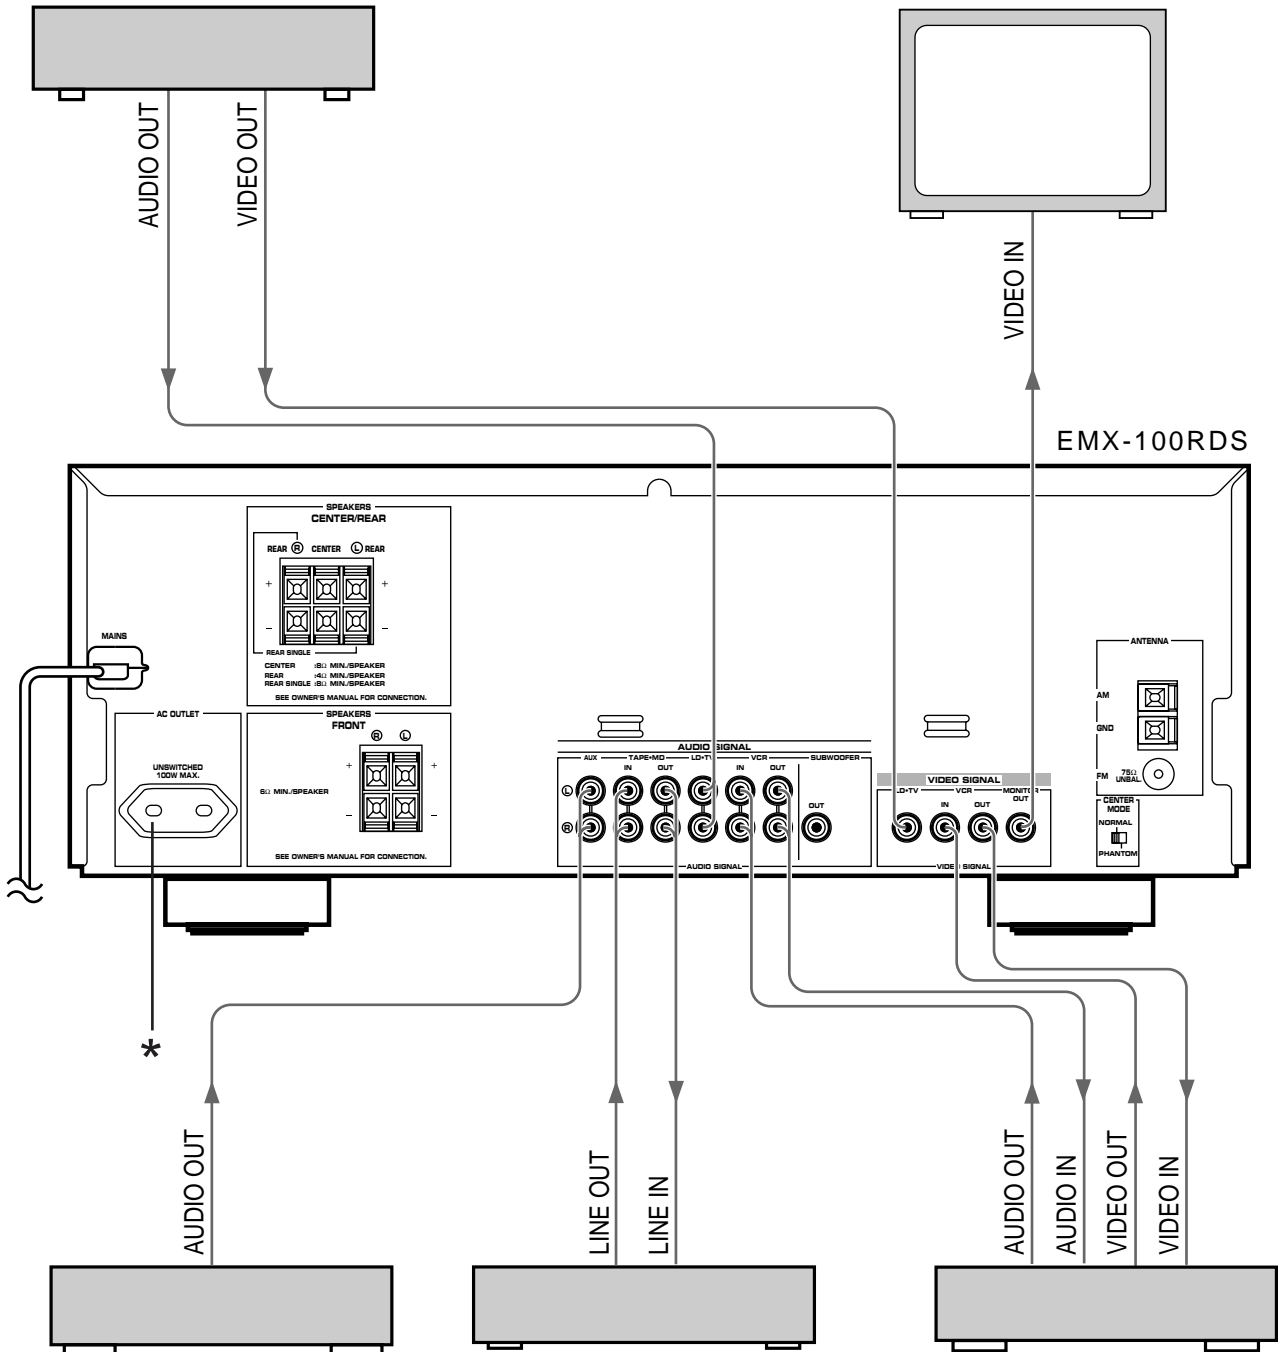 AUDIO OUT
VIDEO OUT
VIDEO IN
EMX-100RDS
SPEAKERS
CENTER/REAR
REAR R CENTER L REAR
+ +
– –
REAR SINGLE
CENTER :8Ω MIN./SPEAKER
REAR :4Ω MIN./SPEAKER
REAR SINGLE :8Ω MIN./SPEAKER
SEE OWNER'S MANUAL FOR CONNECTION.
MAINS
AC OUTLET
UNSWITCHED
100W MAX.
SPEAKERS
FRONT
R L
+ +
6Ω MIN./SPEAKER
– –
SEE OWNER'S MANUAL FOR CONNECTION.
AUDIO SIGNAL
AUX TAPE•MD LD•TV VCR SUBWOOFER
IN OUT IN OUT
L
OUT
R
AUDIO SIGNAL
VIDEO SIGNAL
LD•TV VCR MONITOR
OUT
IN OUT
VIDEO SIGNAL
ANTENNA
AM
GND
FM 75Ω
UNBAL.
CENTER
MODE
NORMAL
PHANTOM
*
AUDIO OUT
LINE OUT
LINE IN
AUDIO OUT
AUDIO IN
VIDEO OUT
VIDEO IN